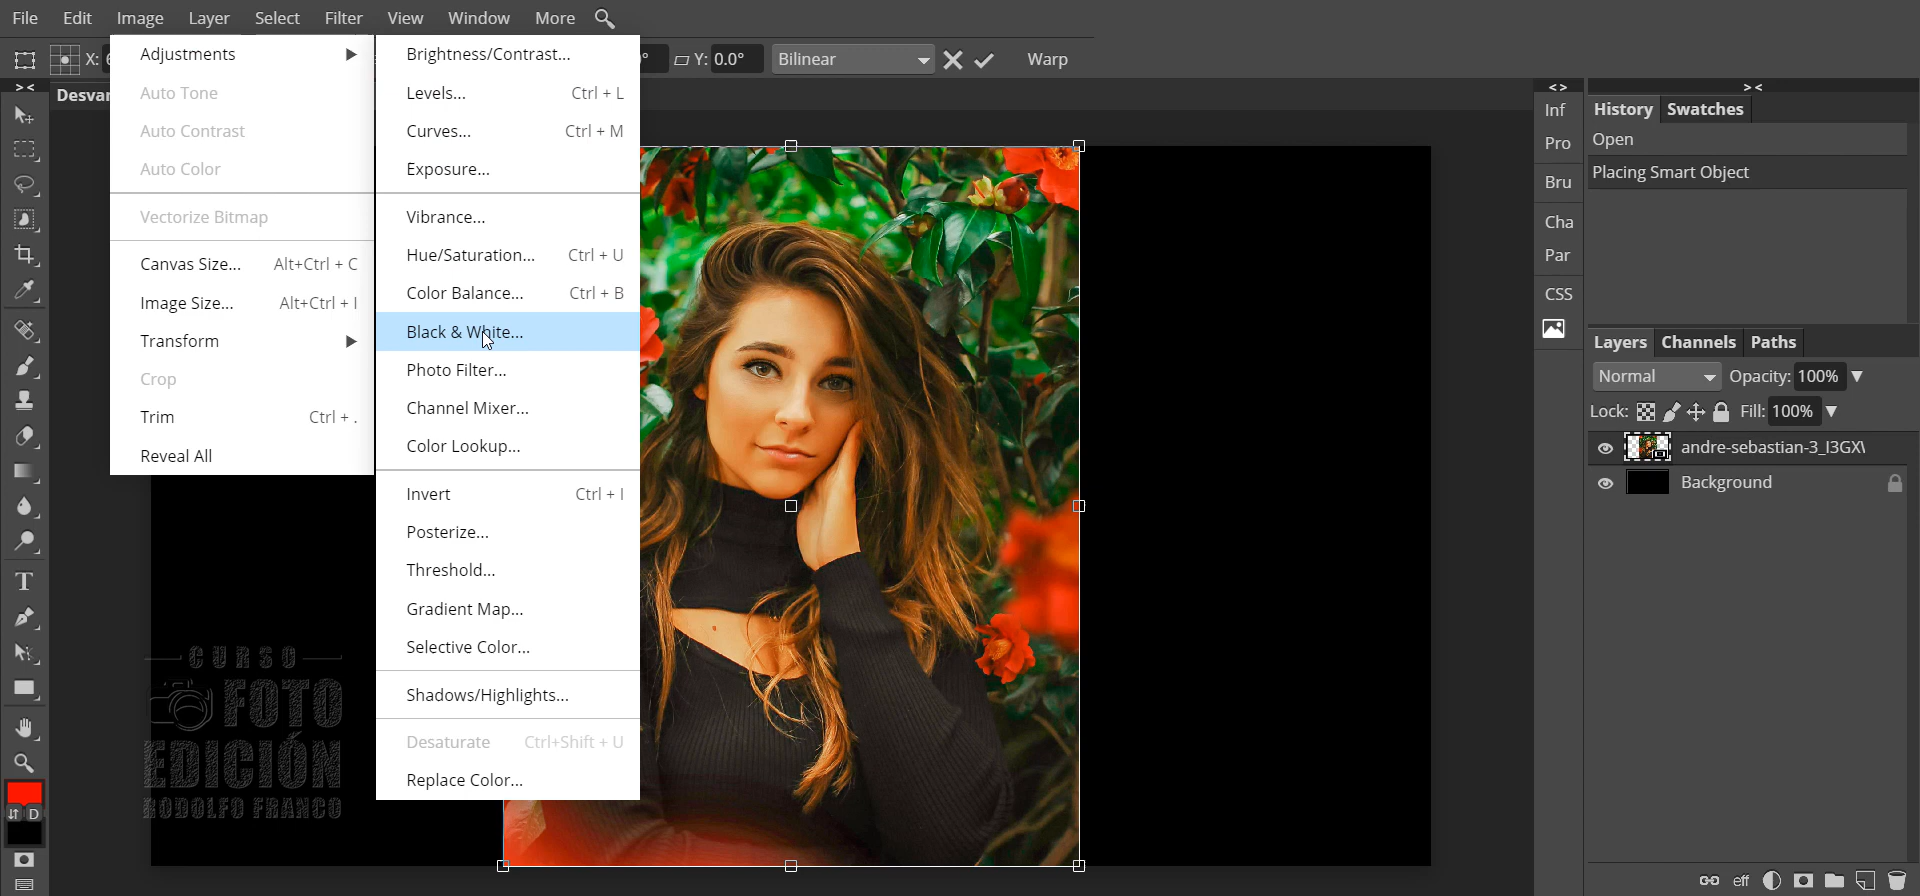 File Edit Image Layer Select Filter View Window More
X: Y: 0.0° Bilinear Warp
Desvar
Adjustments
Auto Tone
Auto Contrast
Auto Color
Vectorize Bitmap
Canvas Size... Alt+Ctrl + C
Image Size... Alt+Ctrl + I
Transform
Crop
Trim Ctrl + .
Reveal All
Brightness/Contrast...
Levels... Ctrl + L
Curves... Ctrl + M
Exposure...
Vibrance...
Hue/Saturation... Ctrl + U
Color Balance... Ctrl + B
Black & White...
Photo Filter...
Channel Mixer...
Color Lookup...
Invert Ctrl + I
Posterize...
Threshold...
Gradient Map...
Selective Color...
Shadows/Highlights...
Desaturate Ctrl+Shift + U
Replace Color...
CURSO
FOTO
EDICIÓN
RODOLFO FRANCO
T
D
> <
< >
> <
Inf
Pro
Bru
Cha
Par
CSS
History Swatches
Open
Placing Smart Object
Layers Channels Paths
Normal Opacity: 100%
Lock: Fill: 100%
andre-sebastian-3_I3GX\
Background
eff